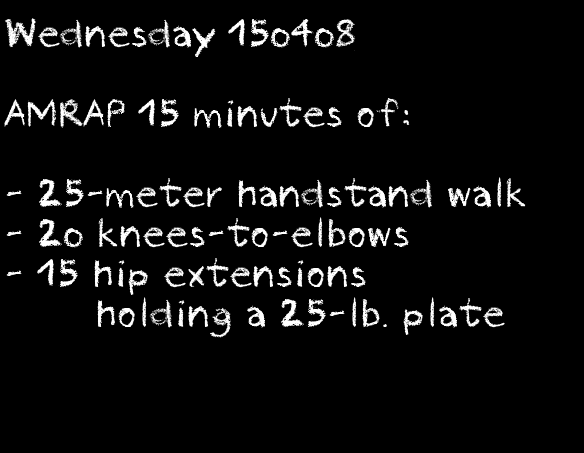 Wednesday 150408
AMRAP 15 minutes of:
- 25-meter handstand walk
- 20 knees-to-elbows
- 15 hip extensions
holding a 25-lb. plate